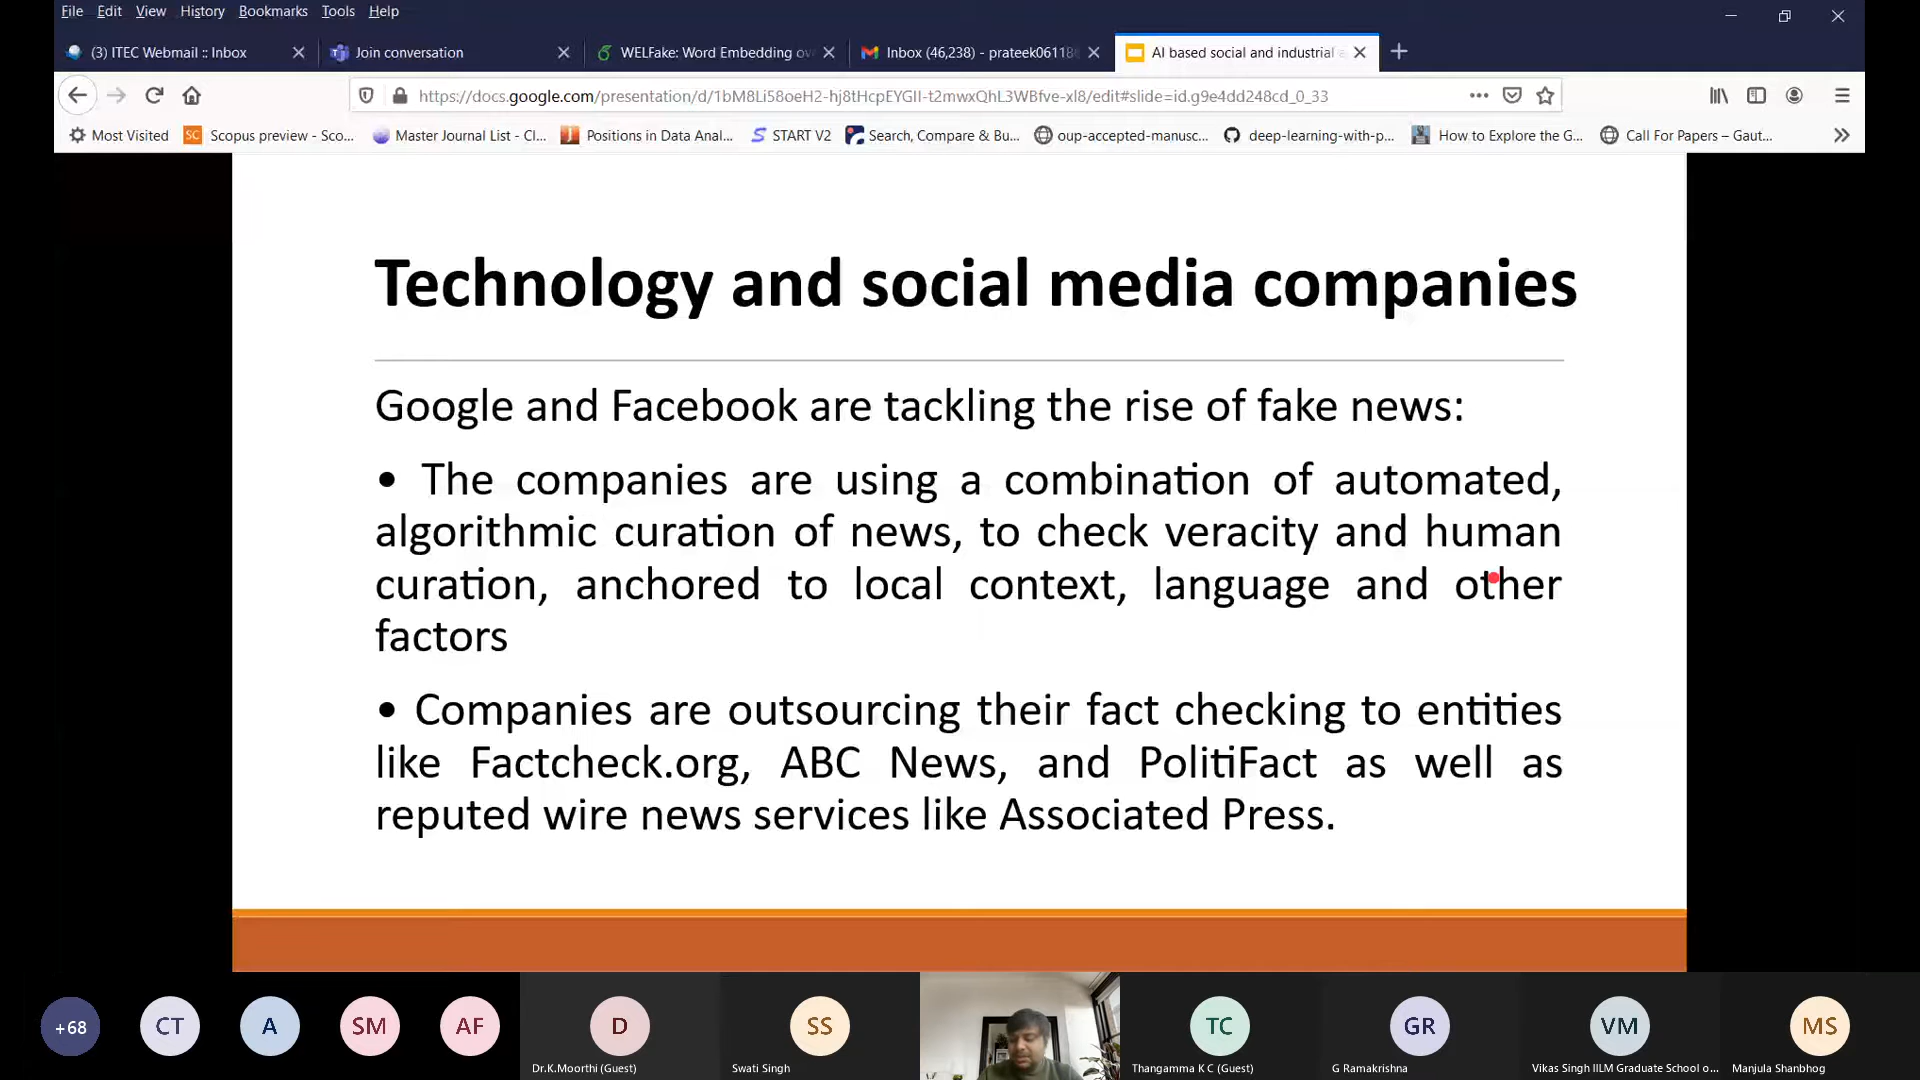 File Edit View History Bookmarks Tools Help
(3) ITEC Webmail :: Inbox
Join conversation
WELFake: Word Embedding ov
Inbox (46,238) - prateek06118
AI based social and industrial
https://docs.google.com/presentation/d/1bM8Li58oeH2-hj8tHcpEYGII-t2mwxQhL3WBfve-xl8/edit#slide=id.g9e4dd248cd_0_33
Most Visited
Scopus preview - Sco...
Master Journal List - Cl...
Positions in Data Anal...
START V2
Search, Compare & Bu...
oup-accepted-manusc...
deep-learning-with-p...
How to Explore the G...
Call For Papers – Gaut...
Technology and social media companies
Google and Facebook are tackling the rise of fake news:
• The companies are using a combination of automated,
algorithmic curation of news, to check veracity and human
curation, anchored to local context, language and other
factors
• Companies are outsourcing their fact checking to entities
like Factcheck.org, ABC News, and PolitiFact as well as
reputed wire news services like Associated Press.
+68
CT
A
SM
AF
D
SS
TC
GR
VM
MS
Dr.K.Moorthi (Guest)
Swati Singh
Thangamma K C (Guest)
G Ramakrishna
Vikas Singh IILM Graduate School o...
Manjula Shanbhog